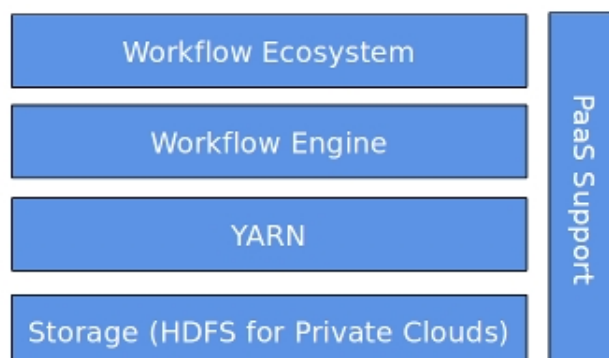 Workflow Ecosystem
Workflow Engine
YARN
Storage (HDFS for Private Clouds)
PaaS Support